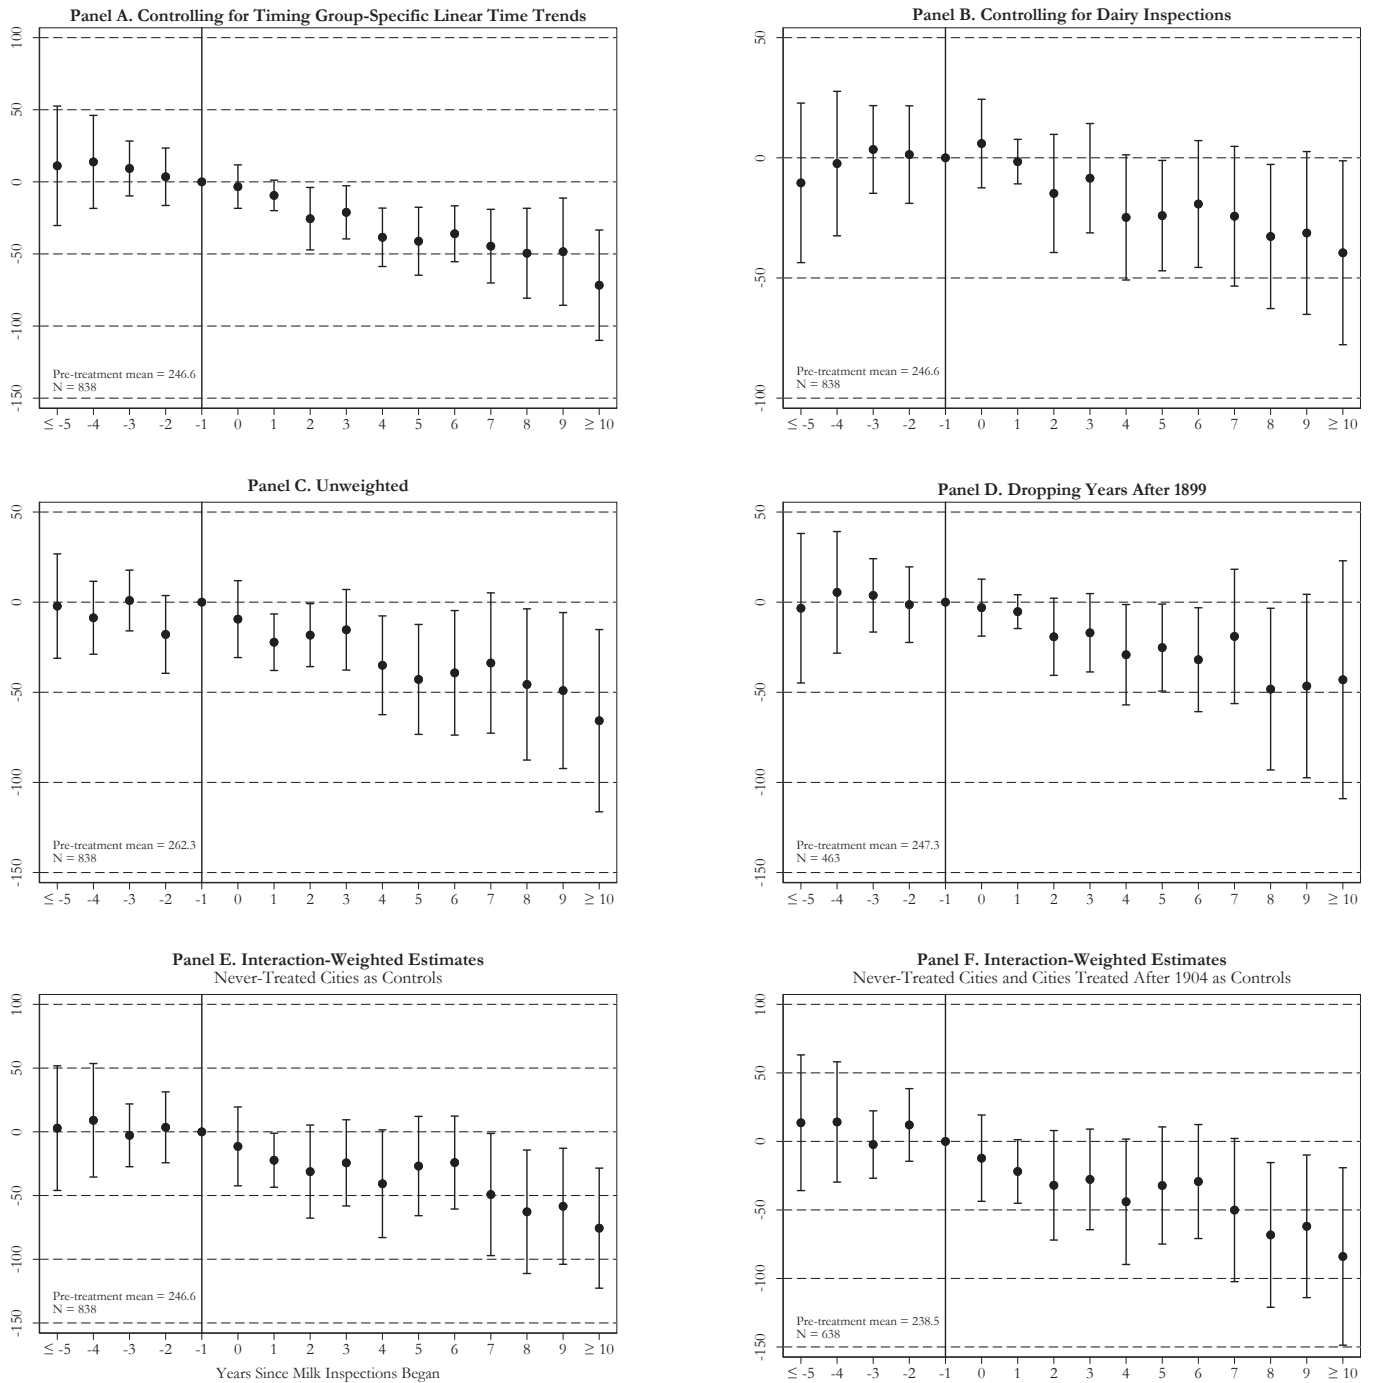 Panel A. Controlling for Timing Group-Specific Linear Time Trends
100
50
0
-50
-100
-150
Pre-treatment mean = 246.6
N = 838
≤ -5 -4 -3 -2 -1 0 1 2 3 4 5 6 7 8 9 ≥ 10
Panel B. Controlling for Dairy Inspections
50
0
-50
-100
Pre-treatment mean = 246.6
N = 838
≤ -5 -4 -3 -2 -1 0 1 2 3 4 5 6 7 8 9 ≥ 10
Panel C. Unweighted
50
0
-50
-100
-150
Pre-treatment mean = 262.3
N = 838
≤ -5 -4 -3 -2 -1 0 1 2 3 4 5 6 7 8 9 ≥ 10
Panel D. Dropping Years After 1899
50
0
-50
-100
-150
Pre-treatment mean = 247.3
N = 463
≤ -5 -4 -3 -2 -1 0 1 2 3 4 5 6 7 8 9 ≥ 10
Panel E. Interaction-Weighted Estimates
Never-Treated Cities as Controls
100
50
0
-50
-100
-150
Pre-treatment mean = 246.6
N = 838
≤ -5 -4 -3 -2 -1 0 1 2 3 4 5 6 7 8 9 ≥ 10
Years Since Milk Inspections Began
Panel F. Interaction-Weighted Estimates
Never-Treated Cities and Cities Treated After 1904 as Controls
100
50
0
-50
-100
-150
Pre-treatment mean = 238.5
N = 638
≤ -5 -4 -3 -2 -1 0 1 2 3 4 5 6 7 8 9 ≥ 10